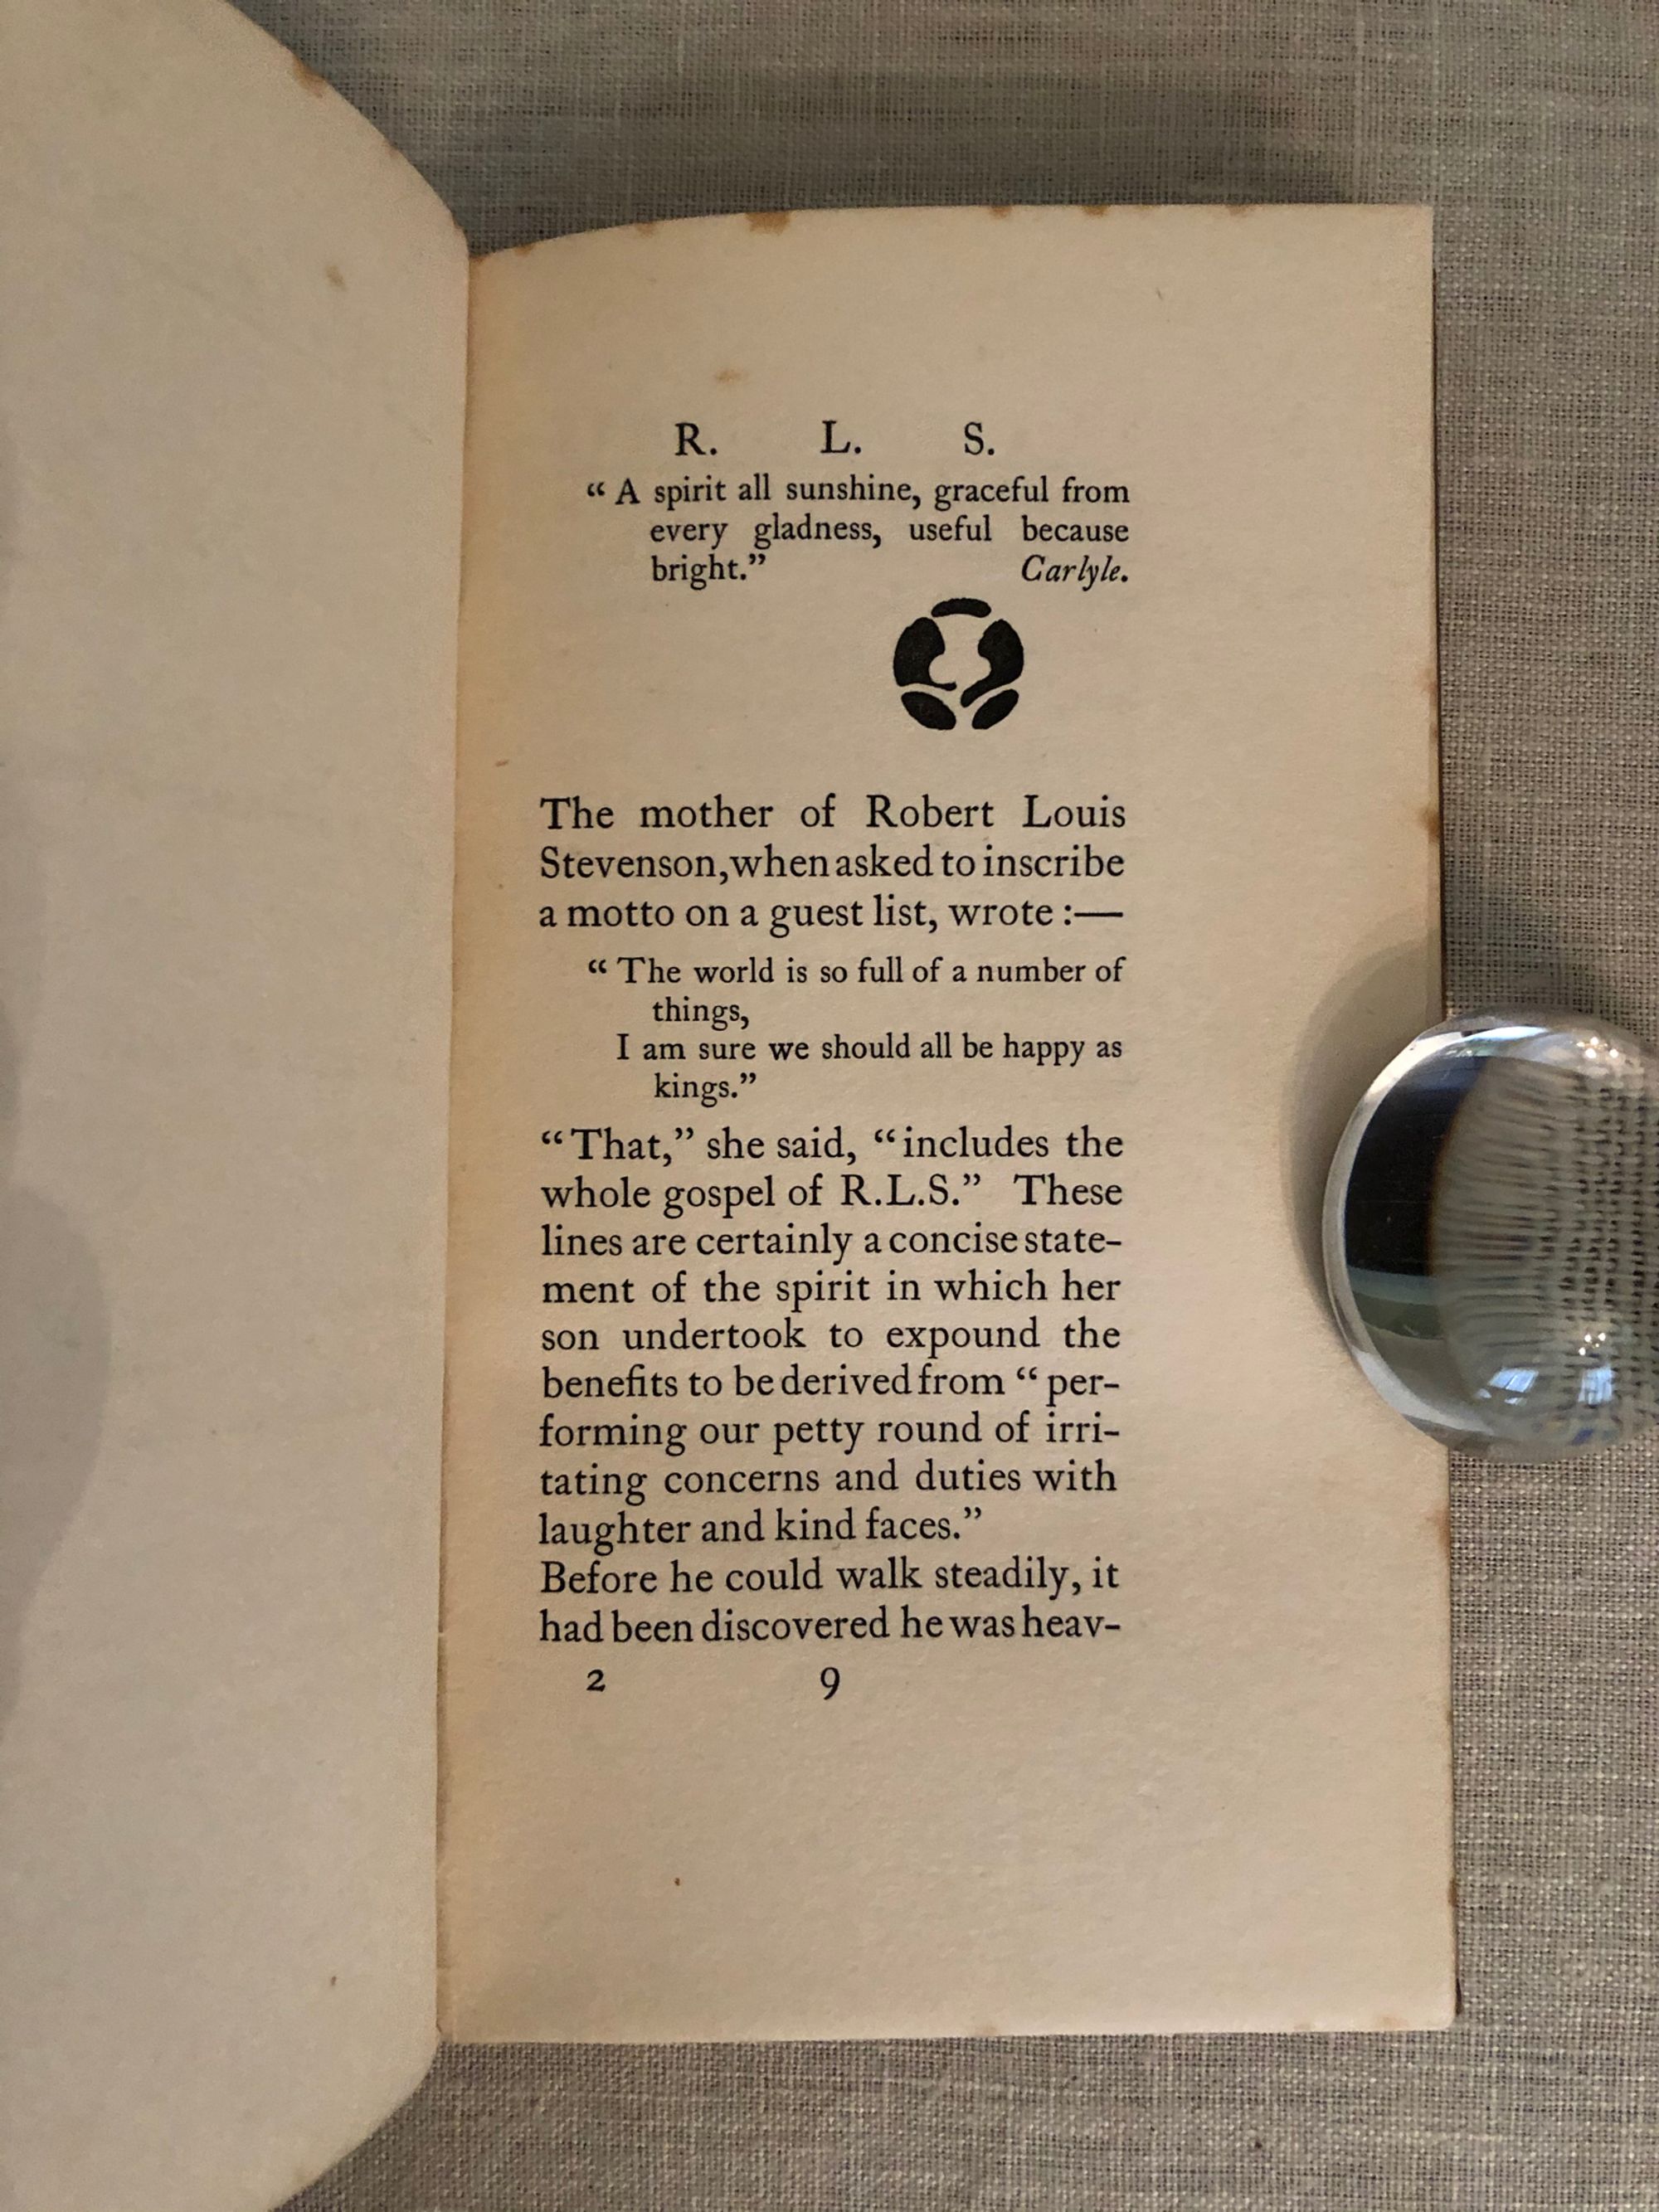 R. L. S.
“ A spirit all sunshine, graceful from
every gladness, useful because
bright.” Carlyle.
The mother of Robert Louis
Stevenson, when asked to inscribe
a motto on a guest list, wrote :—
“ The world is so full of a number of
things,
I am sure we should all be happy as
kings.”
“That,” she said, “includes the
whole gospel of R.L.S.” These
lines are certainly a concise state-
ment of the spirit in which her
son undertook to expound the
benefits to be derived from “ per-
forming our petty round of irri-
tating concerns and duties with
laughter and kind faces.”
Before he could walk steadily, it
had been discovered he was heav-
2 9